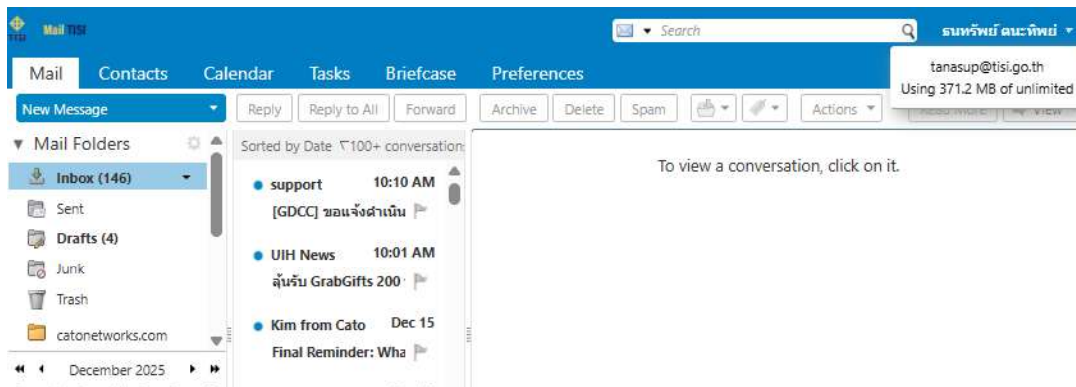 Mail TISI
Search
ธนทรัพย์ ตนะทิพย์
tanasup@tisi.go.th
Using 371.2 MB of unlimited
Mail Contacts Calendar Tasks Briefcase Preferences
New Message Reply Reply to All Forward Archive Delete Spam Actions Read More View
Mail Folders
Inbox (146)
Sent
Drafts (4)
Junk
Trash
catonetworks.com
December 2025
Sorted by Date 100+ conversation
support 10:10 AM
[GDCC] ขอแจ้งดำเนิน
UIH News 10:01 AM
ลุ้นรับ GrabGifts 200
Kim from Cato Dec 15
Final Reminder: Wha
To view a conversation, click on it.